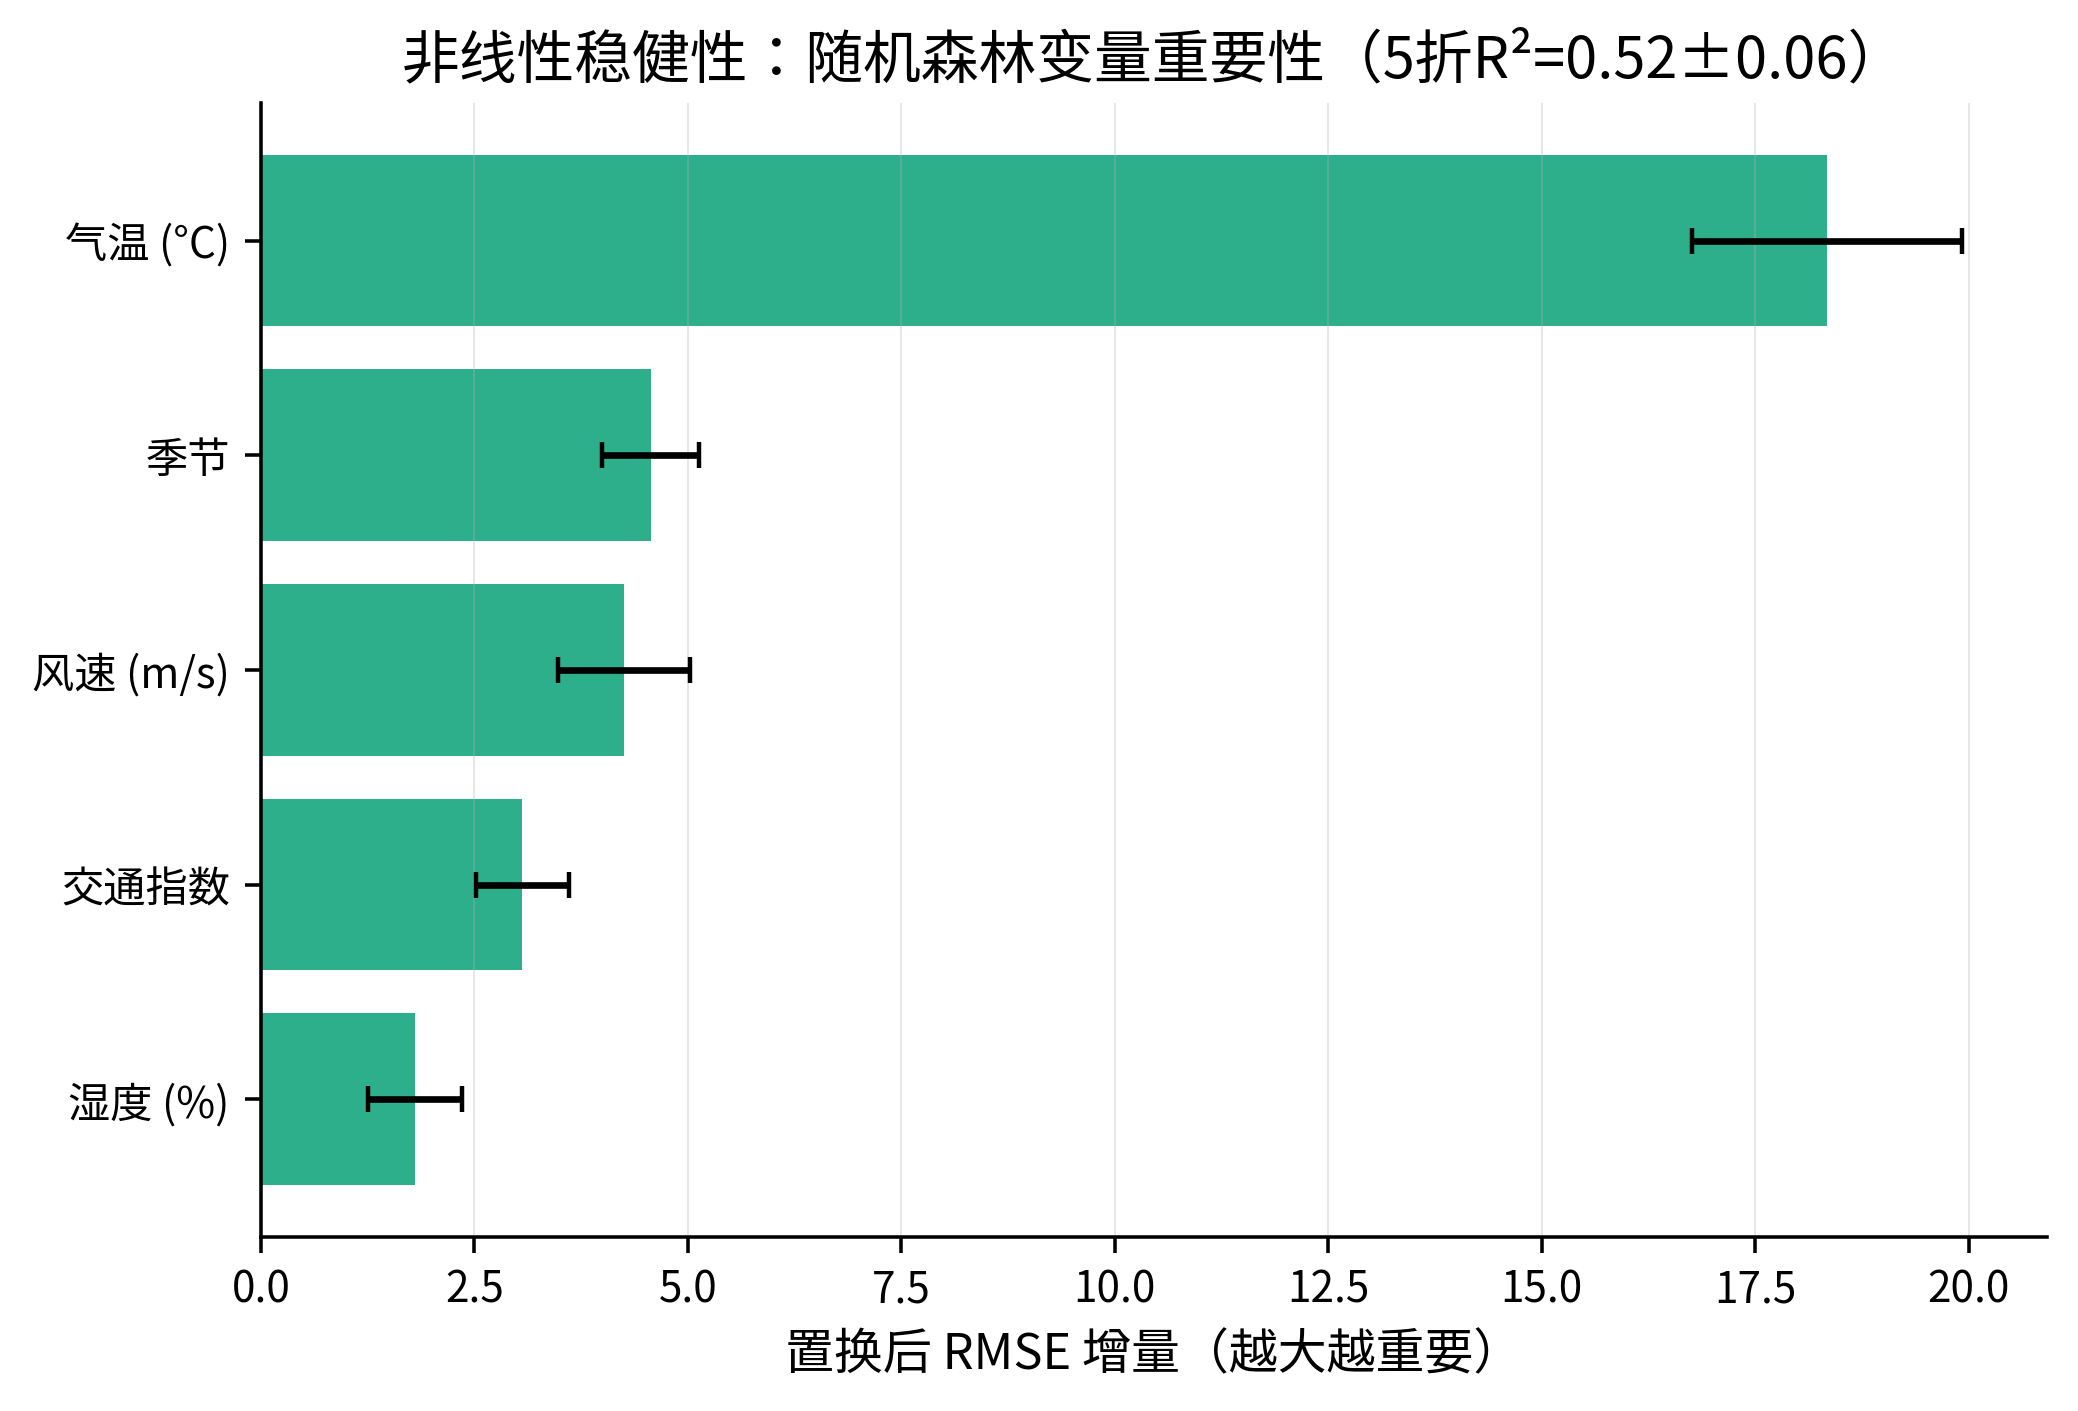 非线性稳健性：随机森林变量重要性（5折R²=0.52±0.06）
气温 (°C)
季节
风速 (m/s)
交通指数
湿度 (%)
0.0 2.5 5.0 7.5 10.0 12.5 15.0 17.5 20.0
置换后 RMSE 增量（越大越重要）